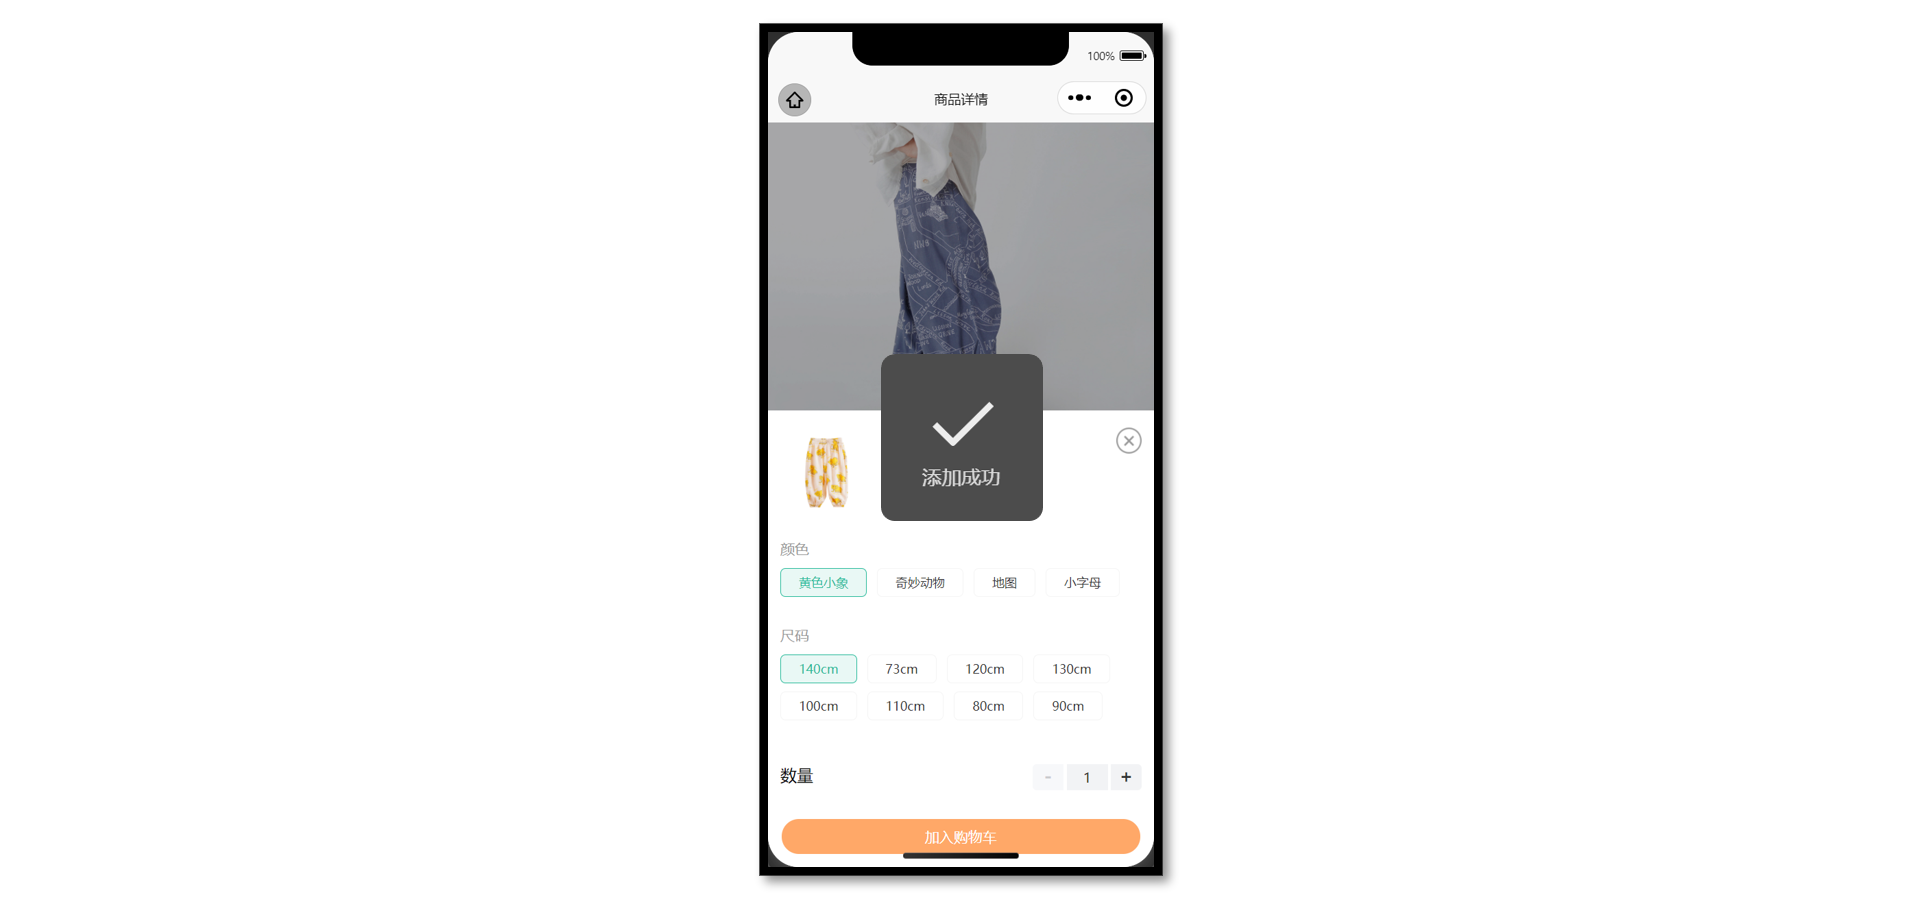 100%
商品详情
添加成功
颜色
黄色小象 奇妙动物 地图 小字母
尺码
140cm 73cm 120cm 130cm
100cm 110cm 80cm 90cm
数量 - 1 +
加入购物车